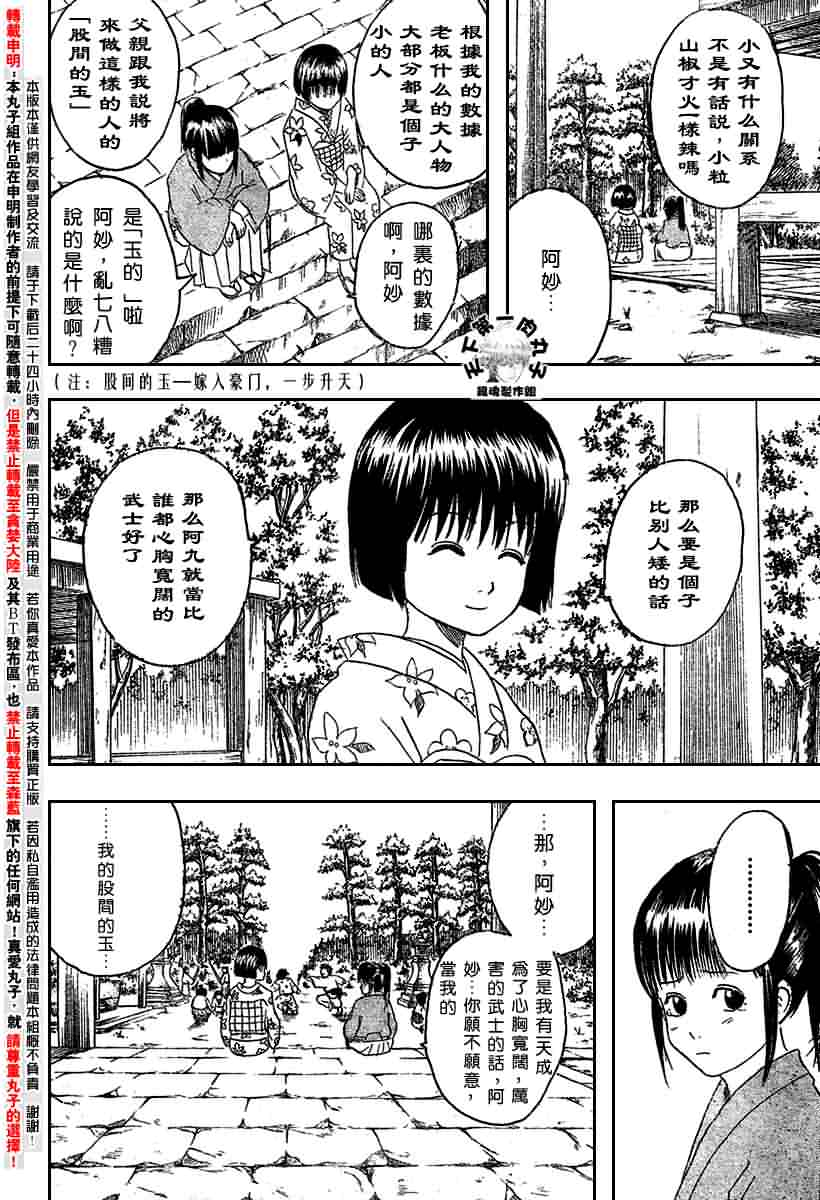 小又有什么關系
不是有話説，小粒
山椒才火一樣辣嗎
阿妙…
根據我的數據
老板什么的大人物
大部分都是個子
小的人
父親跟我説將
來做這樣的人的
「股間的玉」
哪裏的數據
啊，阿妙
是「玉的」啦
阿妙，亂七八糟
說的是什麼啊？
（注：股间的玉—嫁入豪门，一步升天）
天下第一肉丸子
製作組
那么要是個子
比别人矮的話
那么阿九就當比
誰都心胸寬闊的
武士好了
………
…那，阿妙…
要是我有一天成
爲了心胸寬闊，厲
害的武士的話，阿
妙…你願不願意，
當我的
……我的股間的玉…
本版本僅供網友學習及交流 請于下載后二十四小時內刪除 嚴禁用于商業用途 若你真愛本作品 請支持購買正版 若因私自濫用造成的法律問題本組概不負責 謝謝！
轉載申明：本丸子組作品在申明制作者的前提下可隨意轉載．但是禁止轉載至貪婪大陸及其BT發布區．也禁止轉載至森藍旗下的任何網站！真愛丸子．就請尊重丸子的選擇！